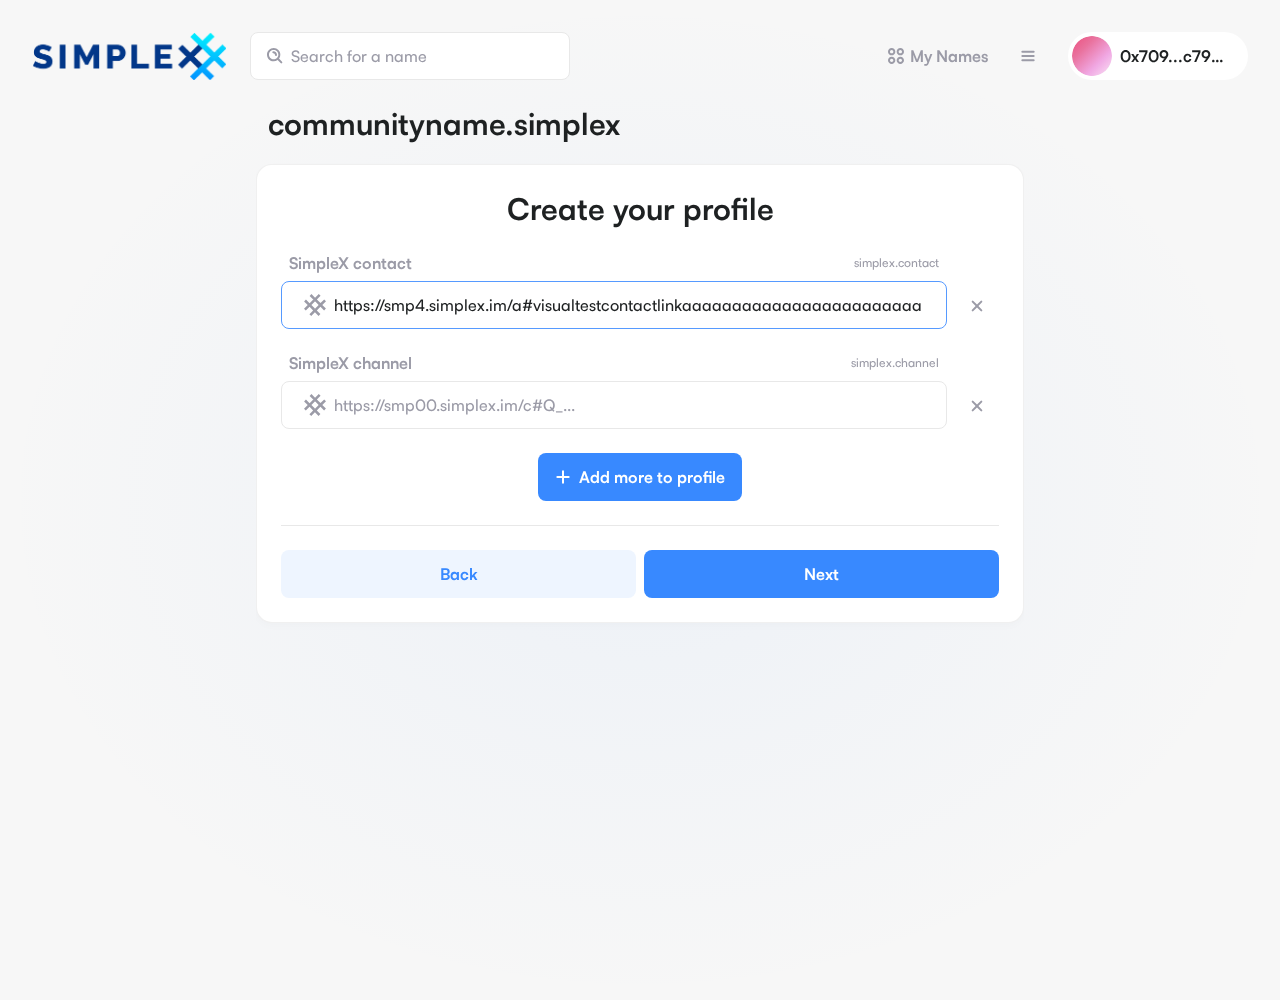 SIMPLEX
Search for a name
My Names
0x709...c79...
communityname.simplex
Create your profile
SimpleX contact
simplex.contact
https://smp4.simplex.im/a#visualtestcontactlinkaaaaaaaaaaaaaaaaaaaaaaaa
SimpleX channel
simplex.channel
https://smp00.simplex.im/c#Q_...
Add more to profile
Back
Next